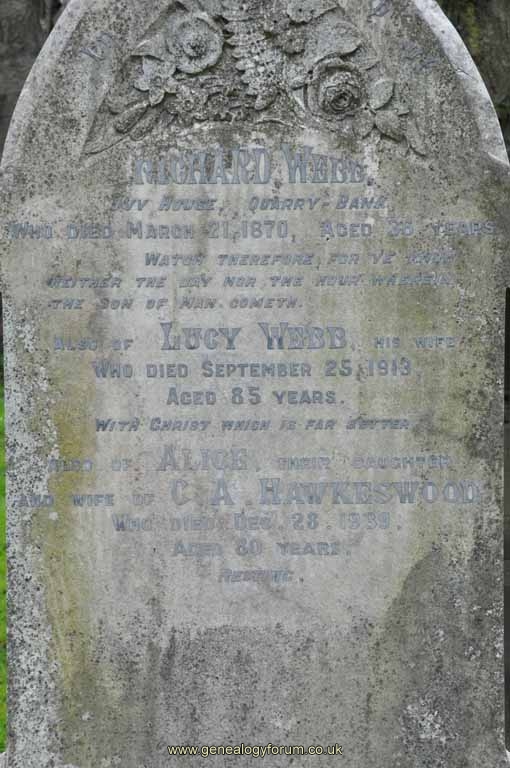 RICHARD WEBB,
IVY HOUSE, QUARRY-BANK,
WHO DIED MARCH 21, 1870, AGED 38 YEARS.
WATCH THEREFORE, FOR YE KNOW
NEITHER THE DAY NOR THE HOUR WHEREIN
THE SON OF MAN COMETH.
ALSO OF LUCY WEBB, HIS WIFE
WHO DIED SEPTEMBER 25, 1913,
AGED 85 YEARS.
WITH CHRIST WHICH IS FAR BETTER
ALSO OF ALICE, THEIR DAUGHTER
AND WIFE OF C A HAWKESWOOD
WHO DIED DEC. 28. 1939.
AGED 80 YEARS.
RESTING.
www.genealogyforum.co.uk